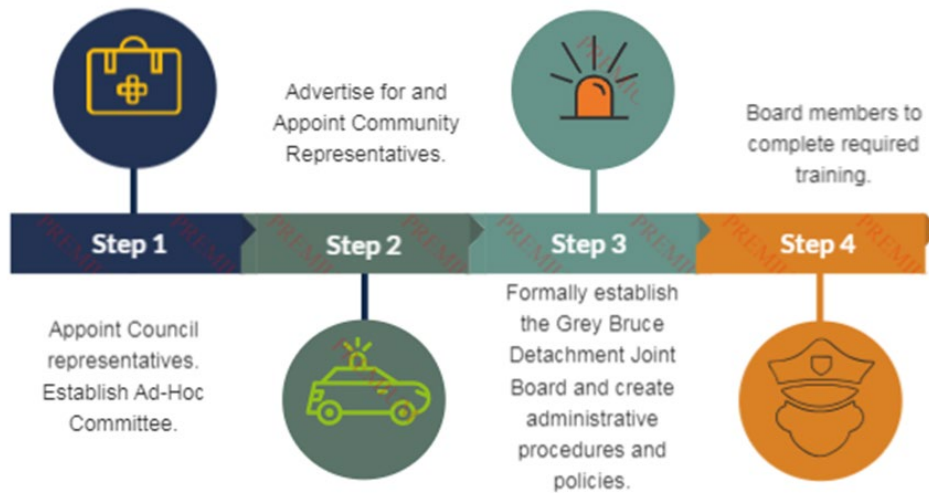 Advertise for and
Appoint Community
Representatives.
Board members to
complete required
training.
Step 1
Step 2
Step 3
Step 4
Appoint Council
representatives.
Establish Ad-Hoc
Committee.
Formally establish
the Grey Bruce
Detachment Joint
Board and create
administrative
procedures and
policies.